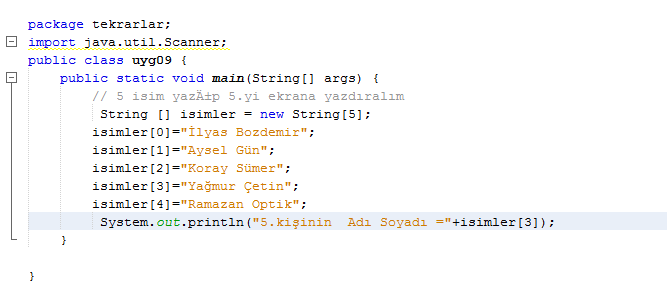 package tekrarlar;
import java.util.Scanner;
public class uyg09 {
public static void main(String[] args) {
// 5 isim yazÄ±p 5.yi ekrana yazdıralım
String [] isimler = new String[5];
isimler[0]="İlyas Bozdemir";
isimler[1]="Aysel Gün";
isimler[2]="Koray Sümer";
isimler[3]="Yağmur Çetin";
isimler[4]="Ramazan Optik";
System.out.println("5.kişinin  Adı Soyadı ="+isimler[3]);
}
}